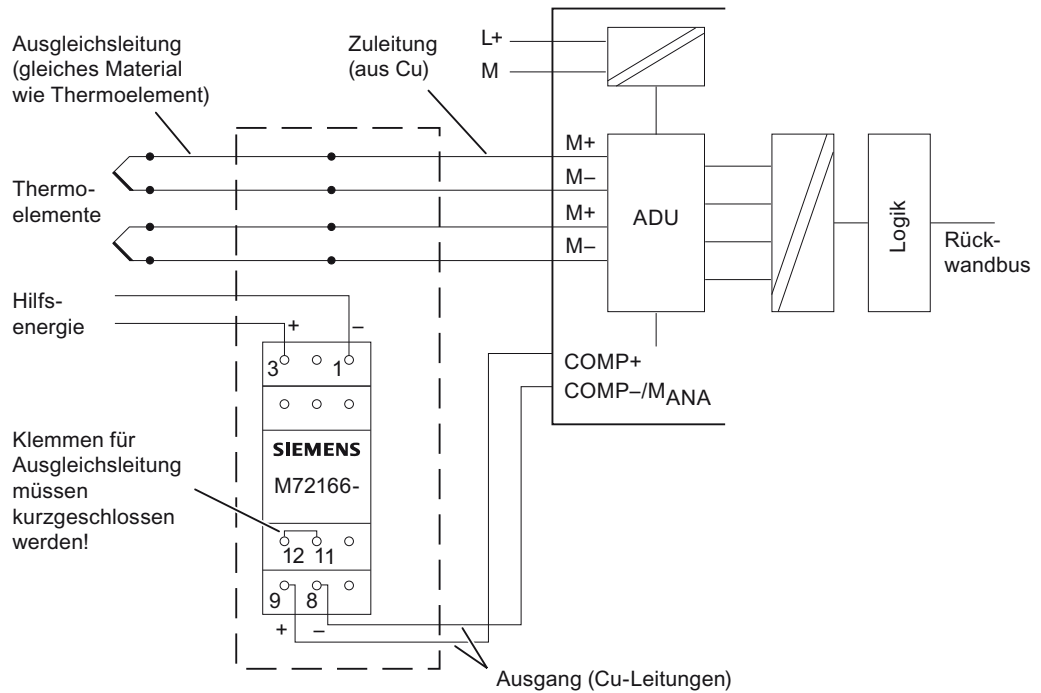 Ausgleichsleitung
(gleiches Material
wie Thermoelement)
Zuleitung
(aus Cu)
L+
M
M+
M–
M+
M–
ADU
Logik
Rück-
wandbus
Thermo-
elemente
Hilfs-
energie
+ –
3 1
COMP+
COMP–/MANA
SIEMENS
M72166-
Klemmen für
Ausgleichsleitung
müssen
kurzgeschlossen
werden!
12 11
9 8
+ –
Ausgang (Cu-Leitungen)